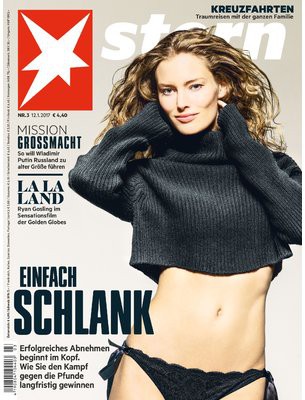 KREUZFAHRTEN
Traumreisen mit der ganzen Familie
stern
NR.3 12.1.2017 € 4,40
MISSION
GROSSMACHT
So will Wladimir
Putin Russland zu
alter Größe führen
LA LA
LAND
Ryan Gosling im
Sensationsfilm
der Golden Globes
EINFACH
SCHLANK
Erfolgreiches Abnehmen
beginnt im Kopf.
Wie Sie den Kampf
gegen die Pfunde
langfristig gewinnen